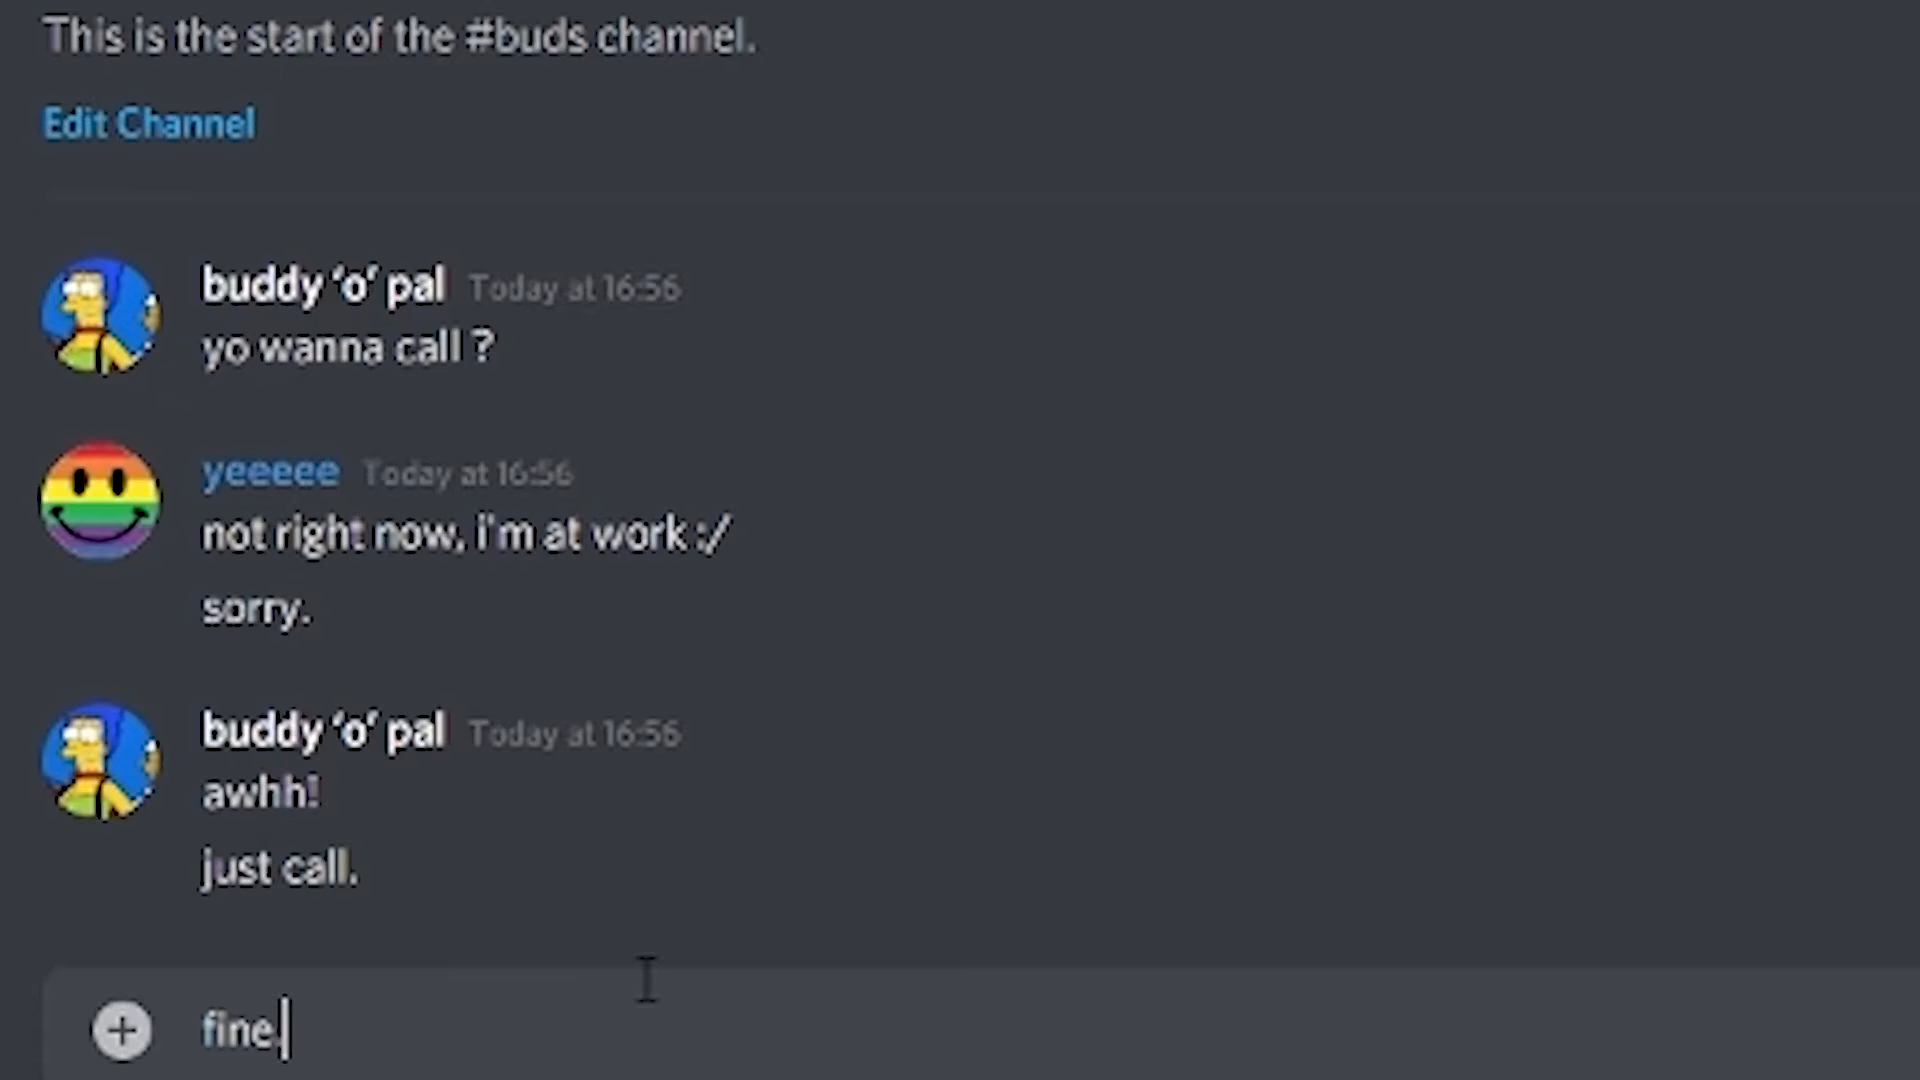 This is the start of the #buds channel.
Edit Channel
buddy ‘o‘ pal Today at 16:56
yo wanna call ?
yeeeee Today at 16:56
not right now, i'm at work :/
sorry.
buddy ‘o‘ pal Today at 16:56
awhh!
just call.
fine.